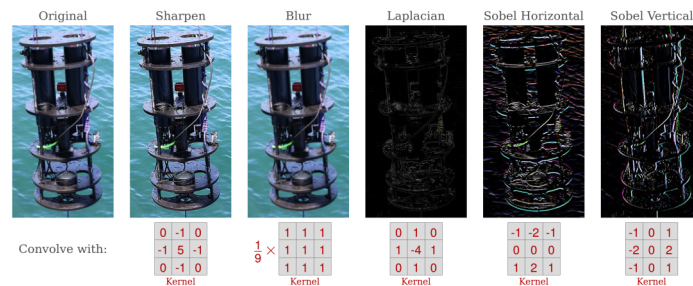 Original Sharpen Blur Laplacian Sobel Horizontal Sobel Vertical
0 -1 0 1 1 1 0 1 0 -1 -2 -1 -1 0 1
Convolve with: -1 5 -1 1/9 × 1 1 1 1 -4 1 0 0 0 -2 0 2
0 -1 0 1 1 1 0 1 0 1 2 1 -1 0 1
Kernel Kernel Kernel Kernel Kernel